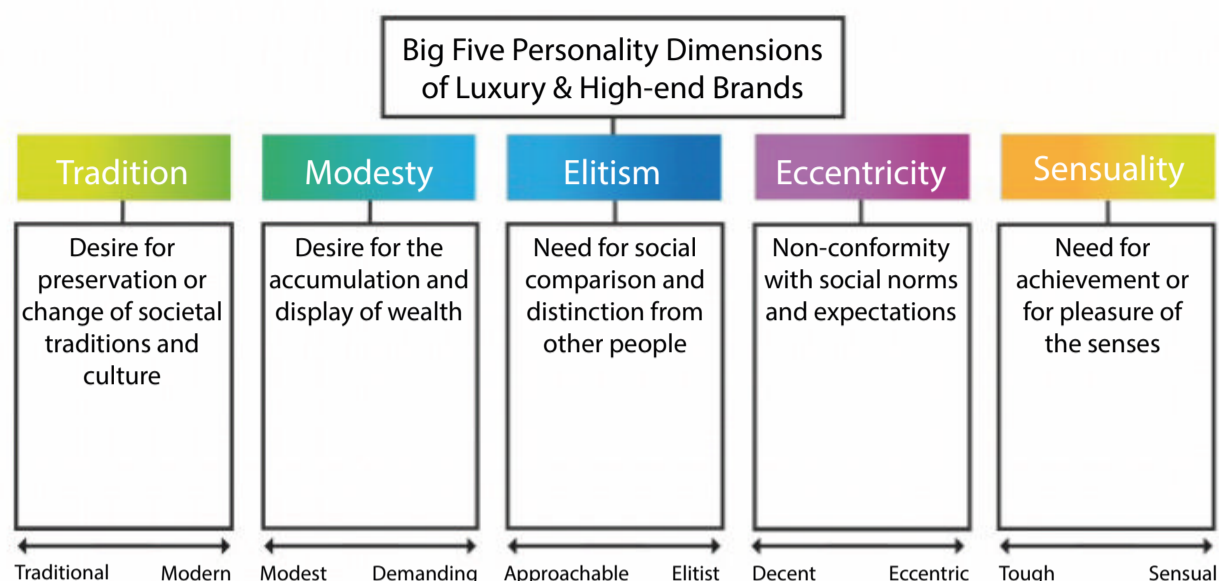 Big Five Personality Dimensions
of Luxury & High-end Brands
Tradition
Modesty
Elitism
Eccentricity
Sensuality
Desire for
preservation or
change of societal
traditions and
culture
Desire for the
accumulation and
display of wealth
Need for social
comparison and
distinction from
other people
Non-conformity
with social norms
and expectations
Need for
achievement or
for pleasure of
the senses
Traditional
Modern
Modest
Demanding
Approachable
Elitist
Decent
Eccentric
Tough
Sensual